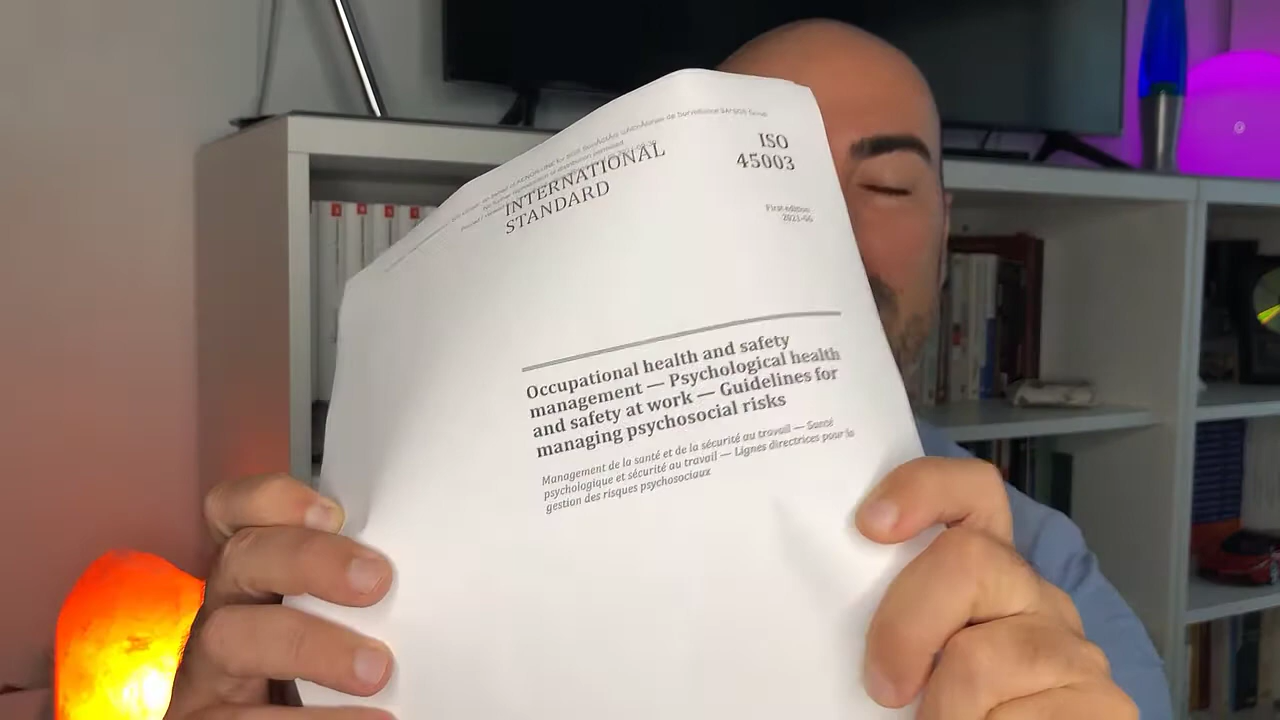 INTERNATIONAL
STANDARD
ISO
45003
First edition
2021-06
Occupational health and safety
management — Psychological health
and safety at work — Guidelines for
managing psychosocial risks
Management de la santé et de la sécurité au travail — Santé
psychologique et sécurité au travail — Lignes directrices pour la
gestion des risques psychosociaux